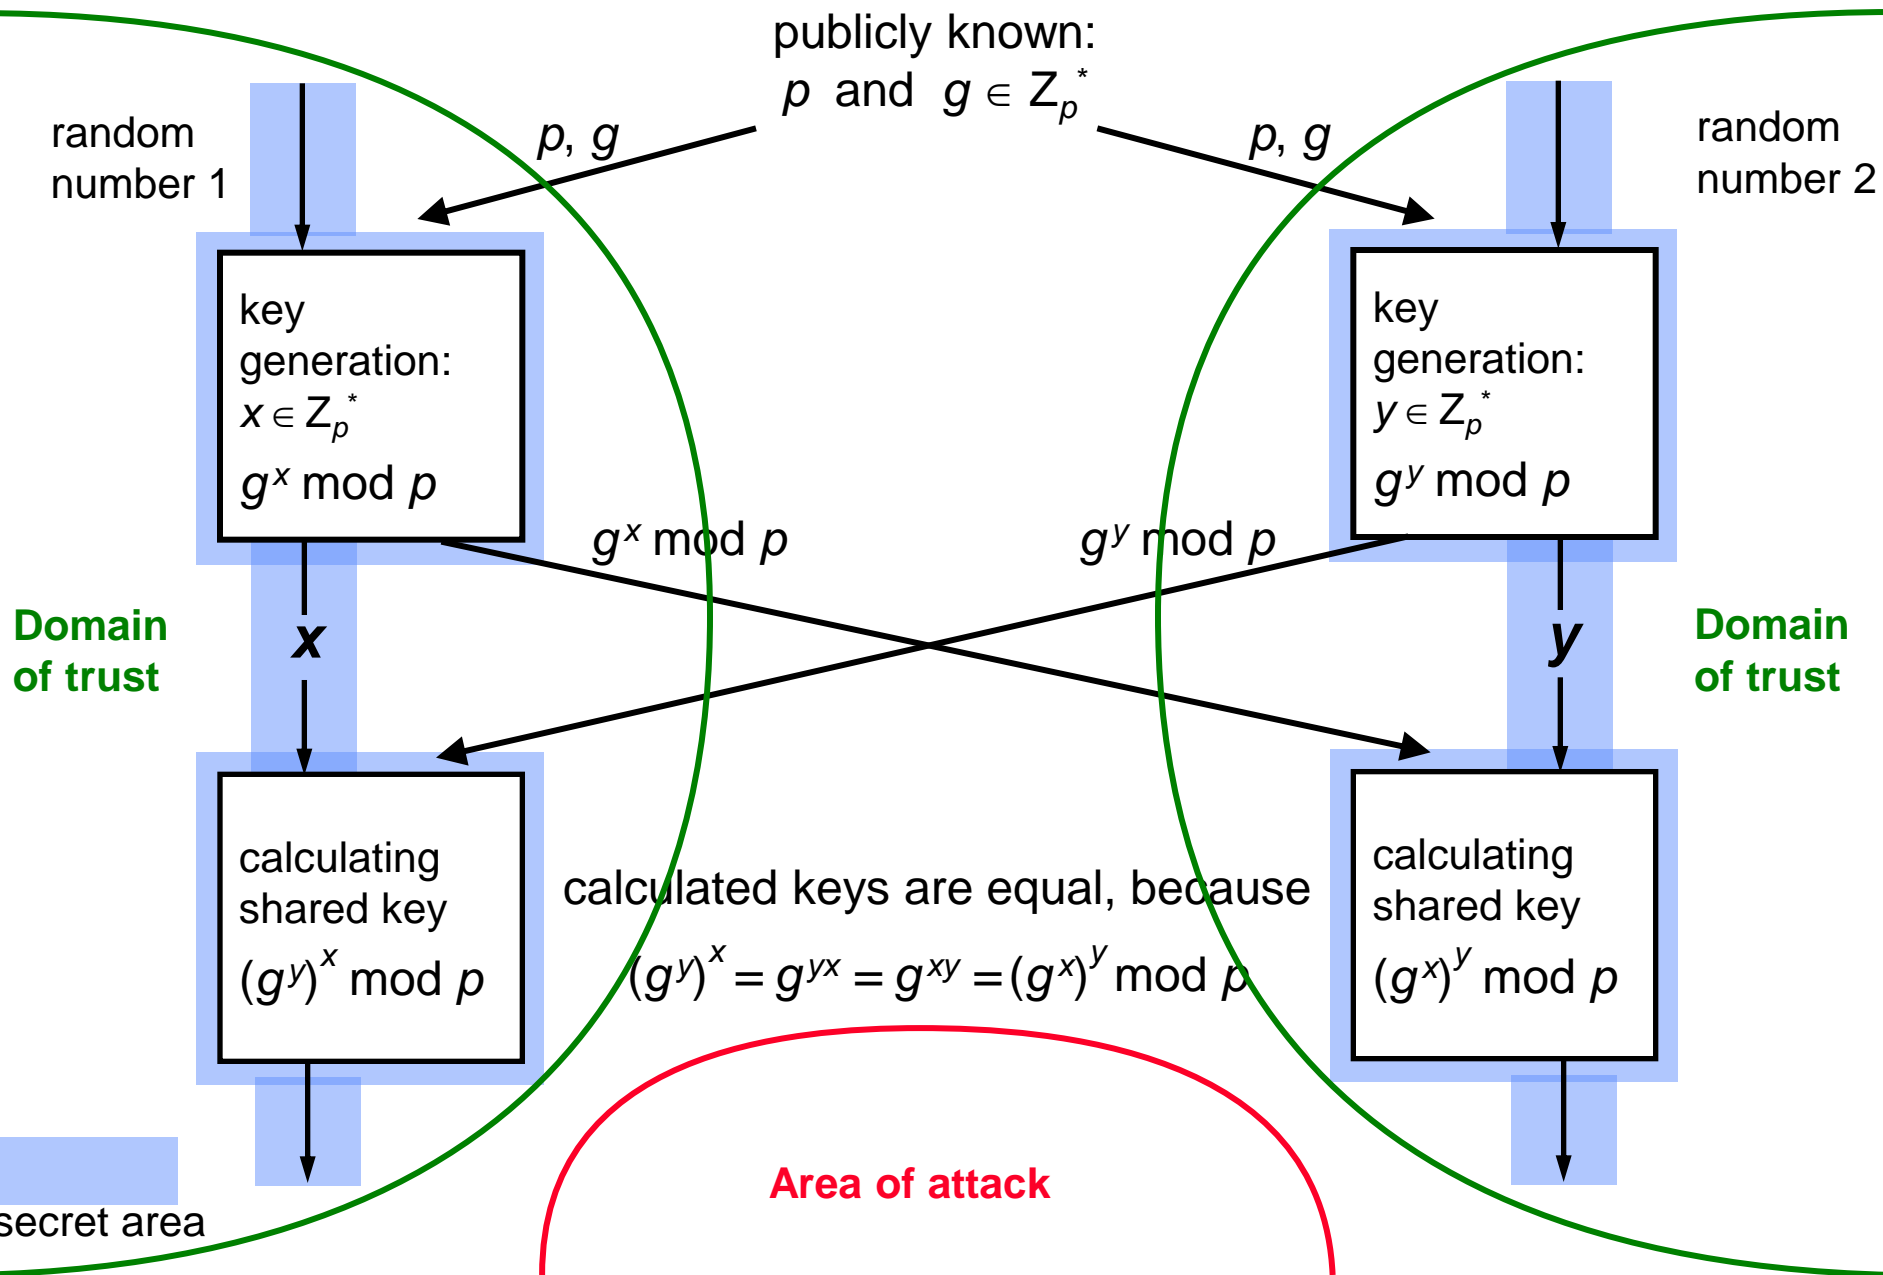 publicly known:
p and g ∈ Z_p^*
p, g
p, g
random
number 1
random
number 2
key
generation:
x ∈ Z_p^*
g^x mod p
key
generation:
y ∈ Z_p^*
g^y mod p
g^x mod p
g^y mod p
Domain
of trust
x
y
Domain
of trust
calculating
shared key
(g^y)^x mod p
calculated keys are equal, because
(g^y)^x = g^yx = g^xy = (g^x)^y mod p
calculating
shared key
(g^x)^y mod p
Area of attack
secret area